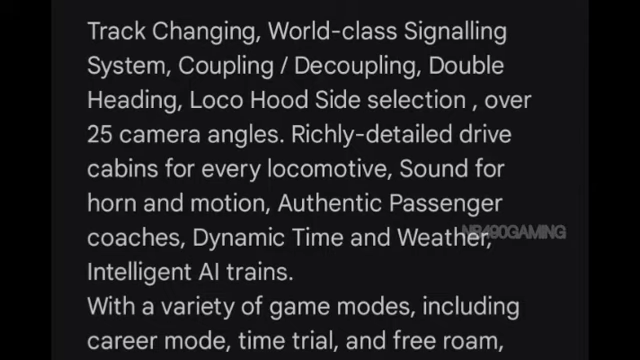 Track Changing, World-class Signalling
System, Coupling / Decoupling, Double
Heading, Loco Hood Side selection , over
25 camera angles. Richly-detailed drive
cabins for every locomotive, Sound for
horn and motion, Authentic Passenger
coaches, Dynamic Time and Weather,
NB490GAMING
Intelligent AI trains.
With a variety of game modes, including
career mode, time trial, and free roam,